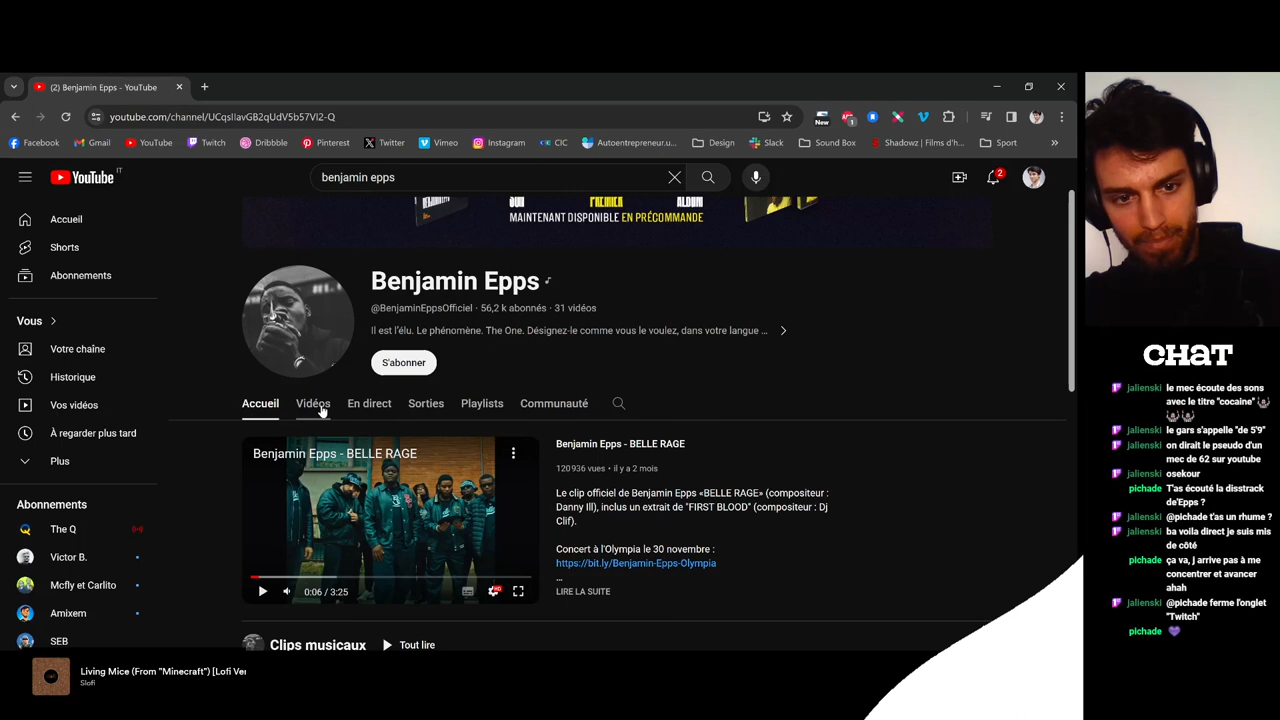 (2) Benjamin Epps - YouTube
youtube.com/channel/UCqsIlavGB2qUdV5b57Vl2-Q
New
1
Facebook
Gmail
YouTube
Twitch
Dribbble
Pinterest
Twitter
Vimeo
Instagram
CIC
Autoentrepreneur.u...
Design
Slack
Sound Box
Shadowz | Films d'h...
Sport
YouTube IT
benjamin epps
2
SON
PREMIER
ALBUM
MAINTENANT DISPONIBLE EN PRÉCOMMANDE
Accueil
Shorts
Abonnements
Vous
Votre chaîne
Historique
Vos vidéos
À regarder plus tard
Plus
Abonnements
The Q
Victor B.
Mcfly et Carlito
Amixem
SEB
Benjamin Epps
@BenjaminEppsOfficiel · 56,2 k abonnés · 31 vidéos
Il est l'élu. Le phénomène. The One. Désignez-le comme vous le voulez, dans votre langue ...
S'abonner
Accueil
Vidéos
En direct
Sorties
Playlists
Communauté
Benjamin Epps - BELLE RAGE
0:06 / 3:25
HD
Benjamin Epps - BELLE RAGE
120 936 vues • il y a 2 mois
Le clip officiel de Benjamin Epps «BELLE RAGE» (compositeur :
Danny Ill), inclus un extrait de "FIRST BLOOD" (compositeur : Dj
Clif).
Concert à l'Olympia le 30 novembre :
https://bit.ly/Benjamin-Epps-Olympia
...
LIRE LA SUITE
Clips musicaux
Tout lire
Living Mice (From "Minecraft") [Lofi Ver
Slofi
CHAT
jalienski le mec écoute des sons
avec le titre "cocaine"
jalienski le gars s'appelle "de 5'9"
jalienski on dirait le pseudo d'un
mec de 62 sur youtube
jalienski osekour
pichade T'as écouté la disstrack
de'Epps ?
jalienski @pichade t'as un rhume ?
jalienski ba voila direct je suis mis
de côté
pichade ça va, j arrive pas à me
concentrer et avancer
ahah
jalienski @pichade ferme l'onglet
"Twitch"
pichade